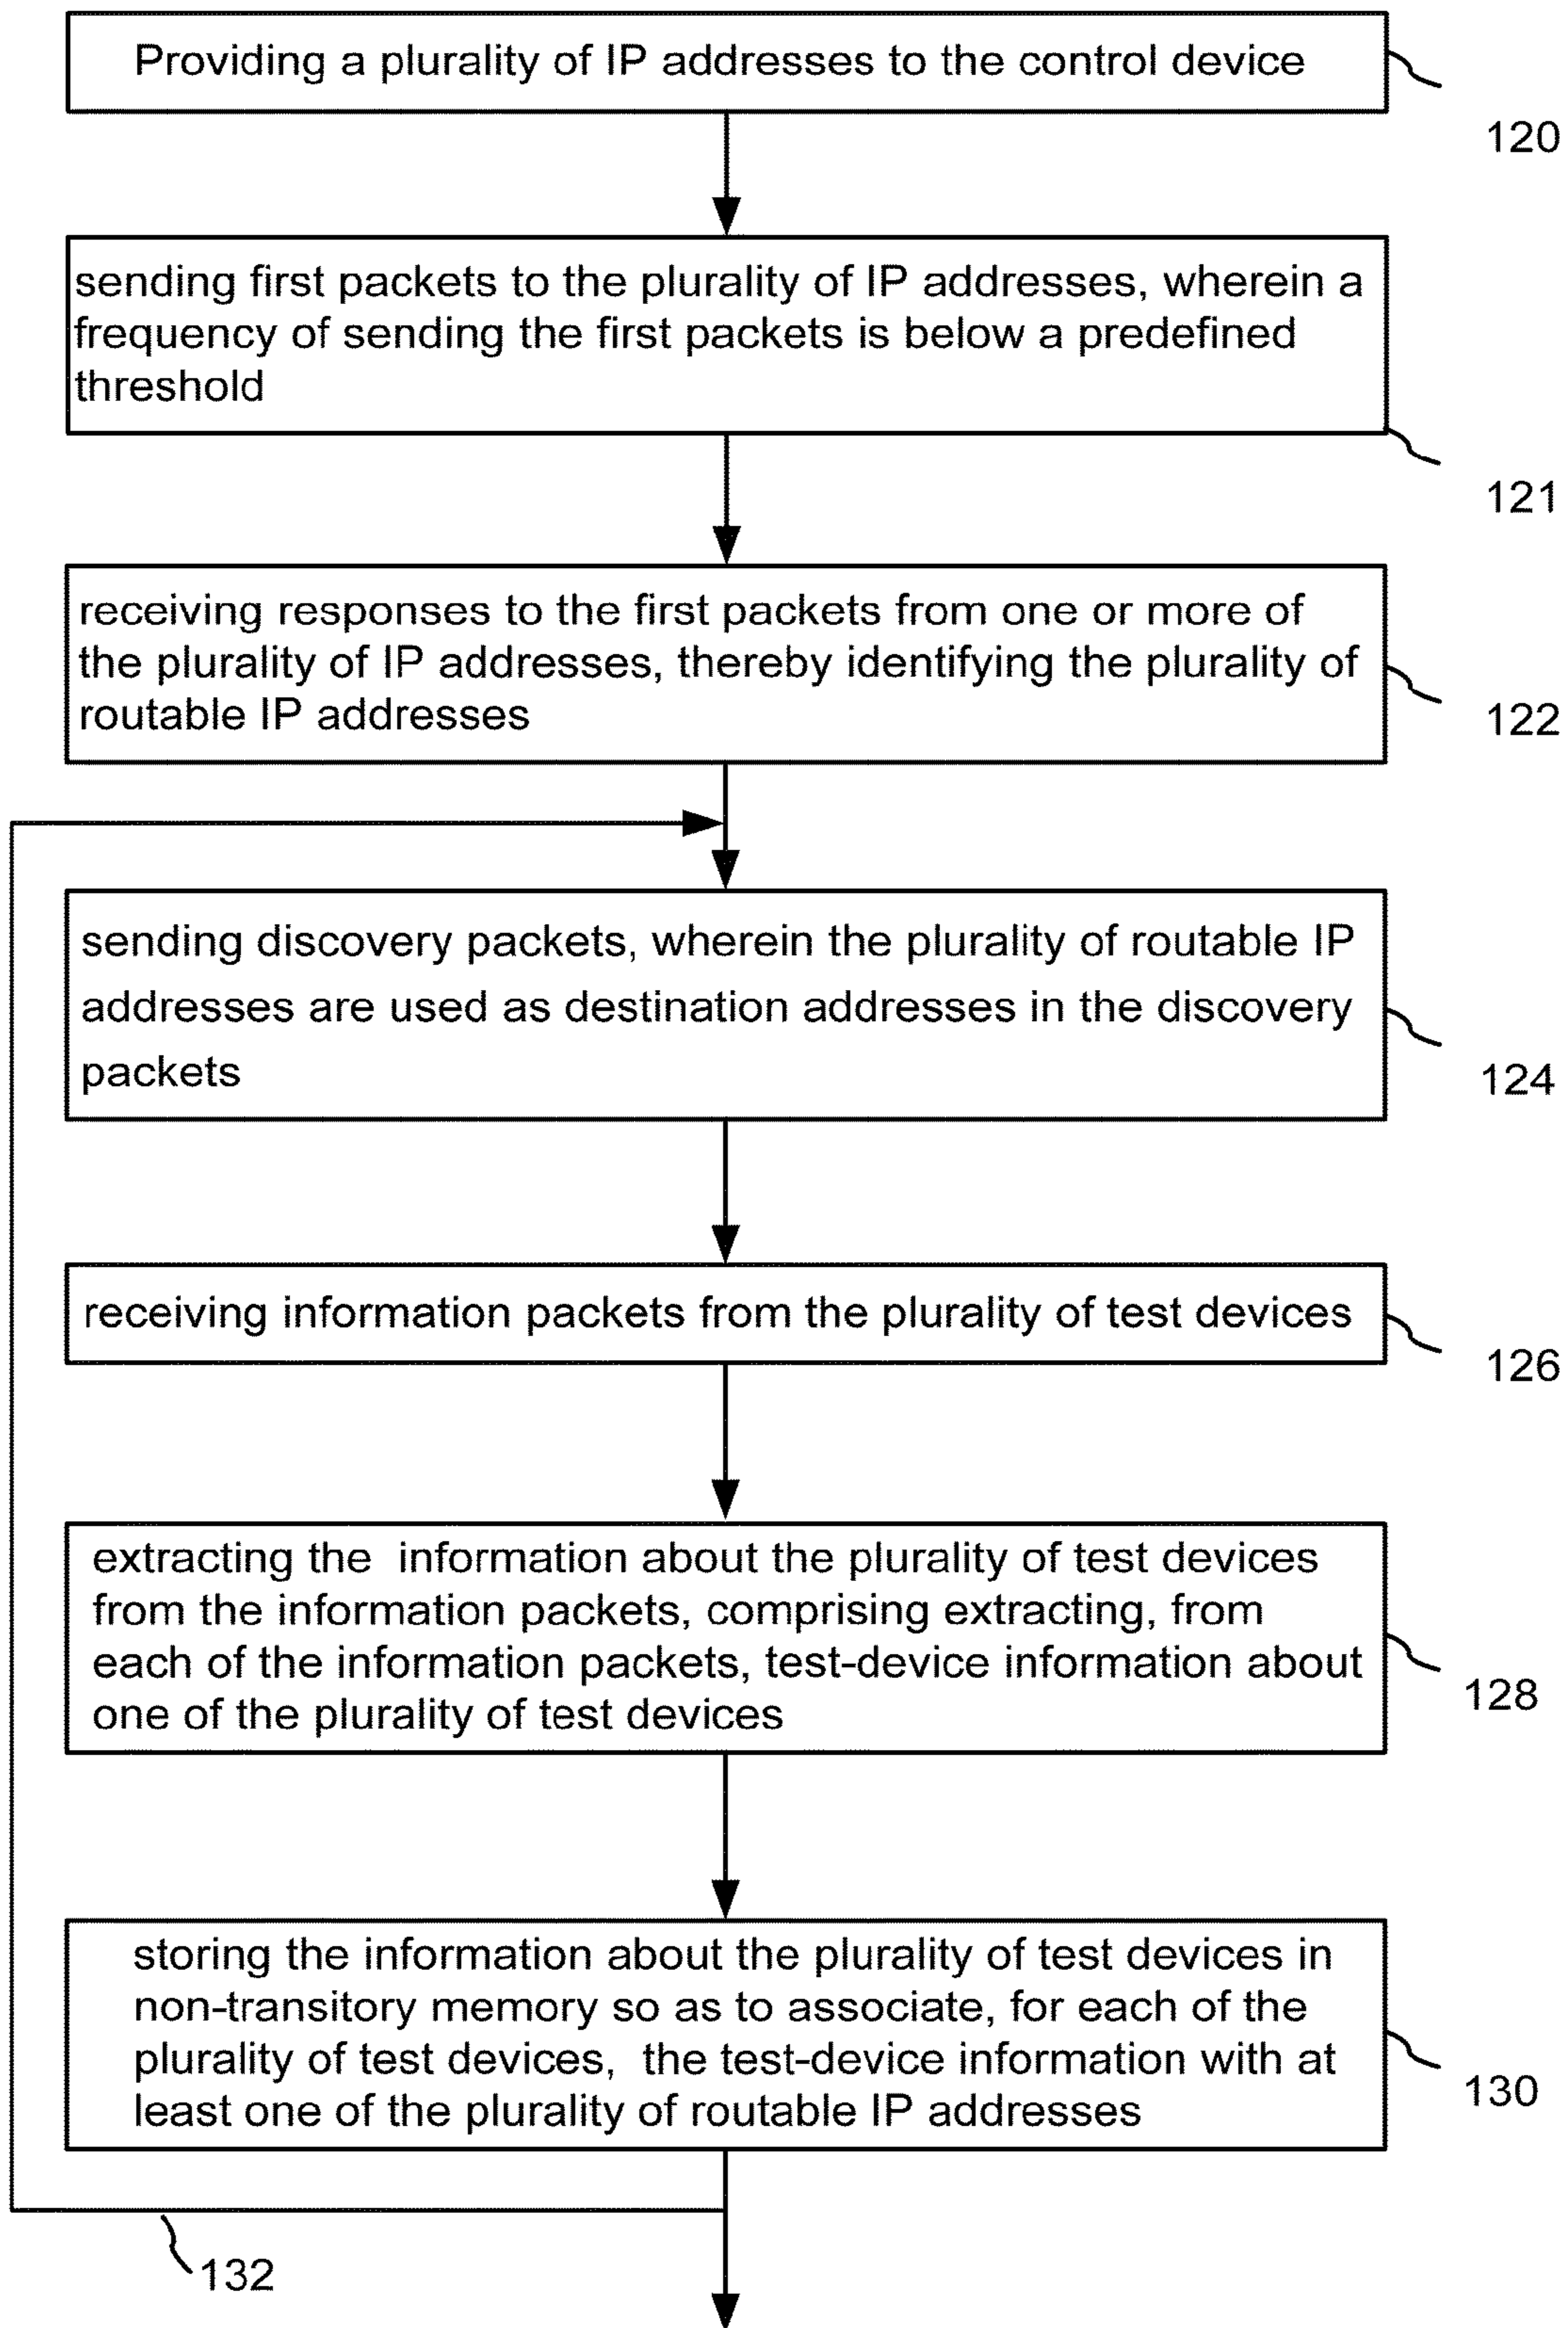 Providing a plurality of IP addresses to the control device
120
sending first packets to the plurality of IP addresses, wherein a
frequency of sending the first packets is below a predefined
threshold
121
receiving responses to the first packets from one or more of
the plurality of IP addresses, thereby identifying the plurality of
routable IP addresses
122
sending discovery packets, wherein the plurality of routable IP
addresses are used as destination addresses in the discovery
packets
124
receiving information packets from the plurality of test devices
126
extracting the information about the plurality of test devices
from the information packets, comprising extracting, from
each of the information packets, test-device information about
one of the plurality of test devices
128
storing the information about the plurality of test devices in
non-transitory memory so as to associate, for each of the
plurality of test devices, the test-device information with at
least one of the plurality of routable IP addresses
130
132